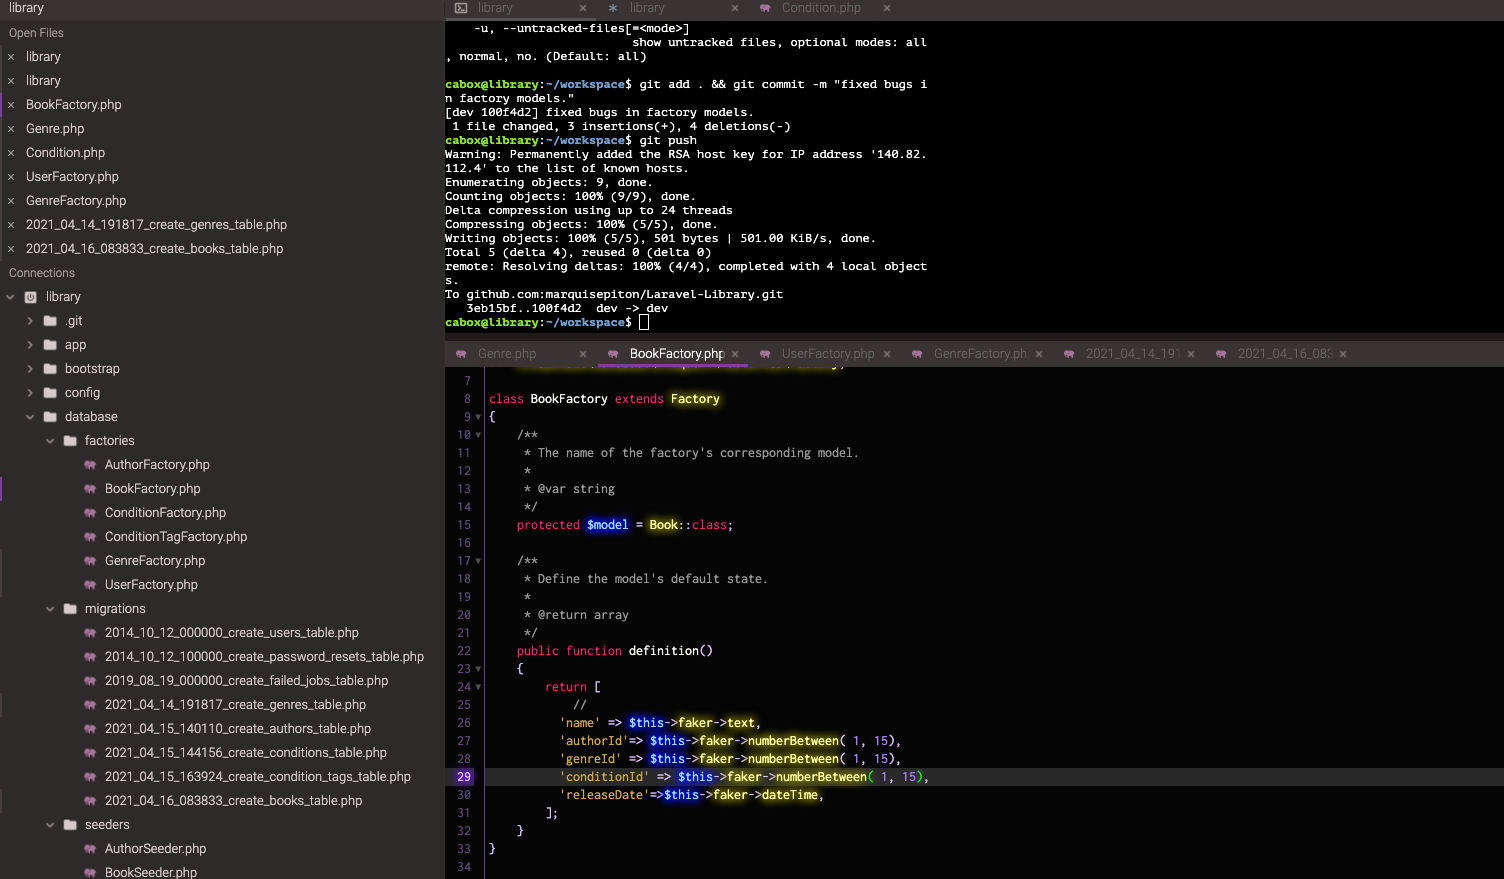 library
Open Files
library
library
BookFactory.php
Genre.php
Condition.php
UserFactory.php
GenreFactory.php
2021_04_14_191817_create_genres_table.php
2021_04_16_083833_create_books_table.php
Connections
library
.git
app
bootstrap
config
database
factories
AuthorFactory.php
BookFactory.php
ConditionFactory.php
ConditionTagFactory.php
GenreFactory.php
UserFactory.php
migrations
2014_10_12_000000_create_users_table.php
2014_10_12_100000_create_password_resets_table.php
2019_08_19_000000_create_failed_jobs_table.php
2021_04_14_191817_create_genres_table.php
2021_04_15_140110_create_authors_table.php
2021_04_15_144156_create_conditions_table.php
2021_04_15_163924_create_condition_tags_table.php
2021_04_16_083833_create_books_table.php
seeders
AuthorSeeder.php
BookSeeder.php
library library Condition.php
-u, --untracked-files[=<mode>]
show untracked files, optional modes: all
, normal, no. (Default: all)
cabox@library:~/workspace$ git add . && git commit -m "fixed bugs i
n factory models."
[dev 100f4d2] fixed bugs in factory models.
1 file changed, 3 insertions(+), 4 deletions(-)
cabox@library:~/workspace$ git push
Warning: Permanently added the RSA host key for IP address '140.82.
112.4' to the list of known hosts.
Enumerating objects: 9, done.
Counting objects: 100% (9/9), done.
Delta compression using up to 24 threads
Compressing objects: 100% (5/5), done.
Writing objects: 100% (5/5), 501 bytes | 501.00 KiB/s, done.
Total 5 (delta 4), reused 0 (delta 0)
remote: Resolving deltas: 100% (4/4), completed with 4 local object
s.
To github.com:marquisepiton/Laravel-Library.git
3eb15bf..100f4d2 dev -> dev
cabox@library:~/workspace$
Genre.php BookFactory.php UserFactory.php GenreFactory.ph 2021_04_14_191 2021_04_16_083
7
8 class BookFactory extends Factory
9 {
10 /**
11 * The name of the factory's corresponding model.
12 *
13 * @var string
14 */
15 protected $model = Book::class;
16
17 /**
18 * Define the model's default state.
19 *
20 * @return array
21 */
22 public function definition()
23 {
24 return [
25 //
26 'name' => $this->faker->text,
27 'authorId'=> $this->faker->numberBetween( 1, 15),
28 'genreId' => $this->faker->numberBetween( 1, 15),
29 'conditionId' => $this->faker->numberBetween( 1, 15),
30 'releaseDate'=>$this->faker->dateTime,
31 ];
32 }
33 }
34